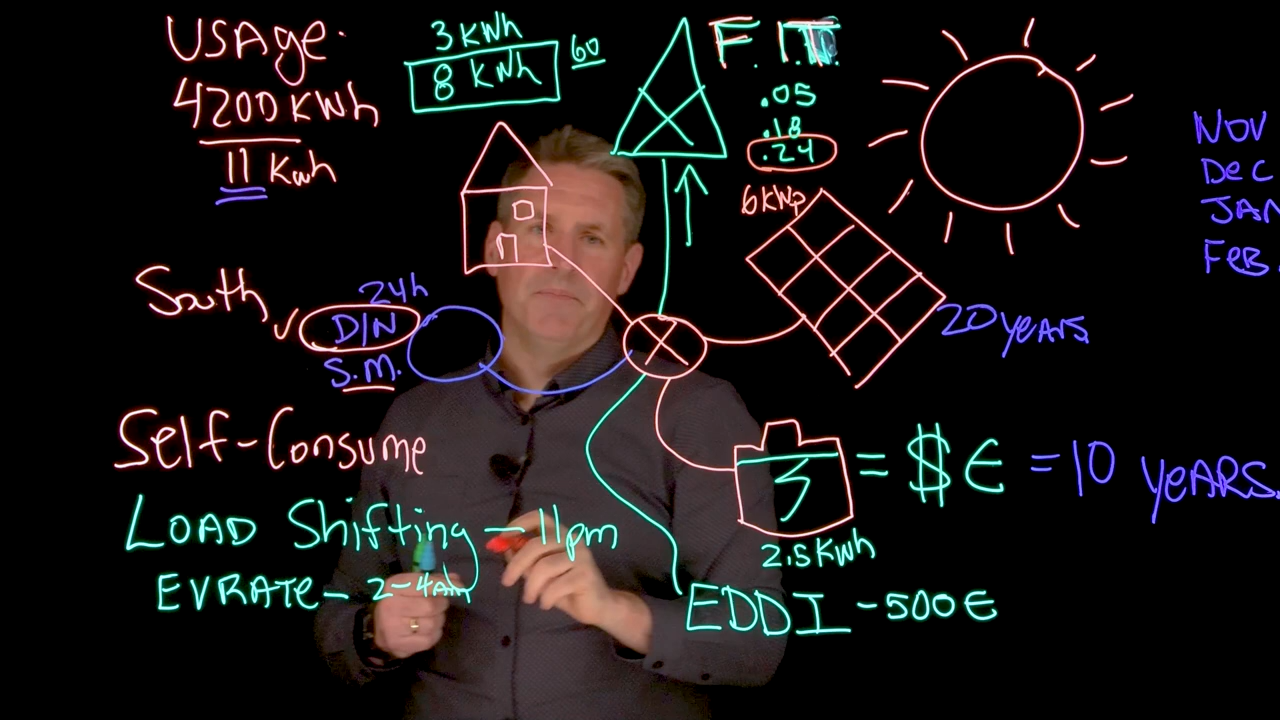 USAge.
4200 KWh
11 Kwh
3 KWh
8 KWh
60
F.I.T.
.05
.18
.24
6KWp
NOV
Dec
JAN
Feb.
South
24h
D/N
S.M.
20 years
Self-Consume
= $ € = 10 YeARS
LOAD Shifting - 11pm
2.5 KWh
EVRATE - 2-4am
EDDI - 500€